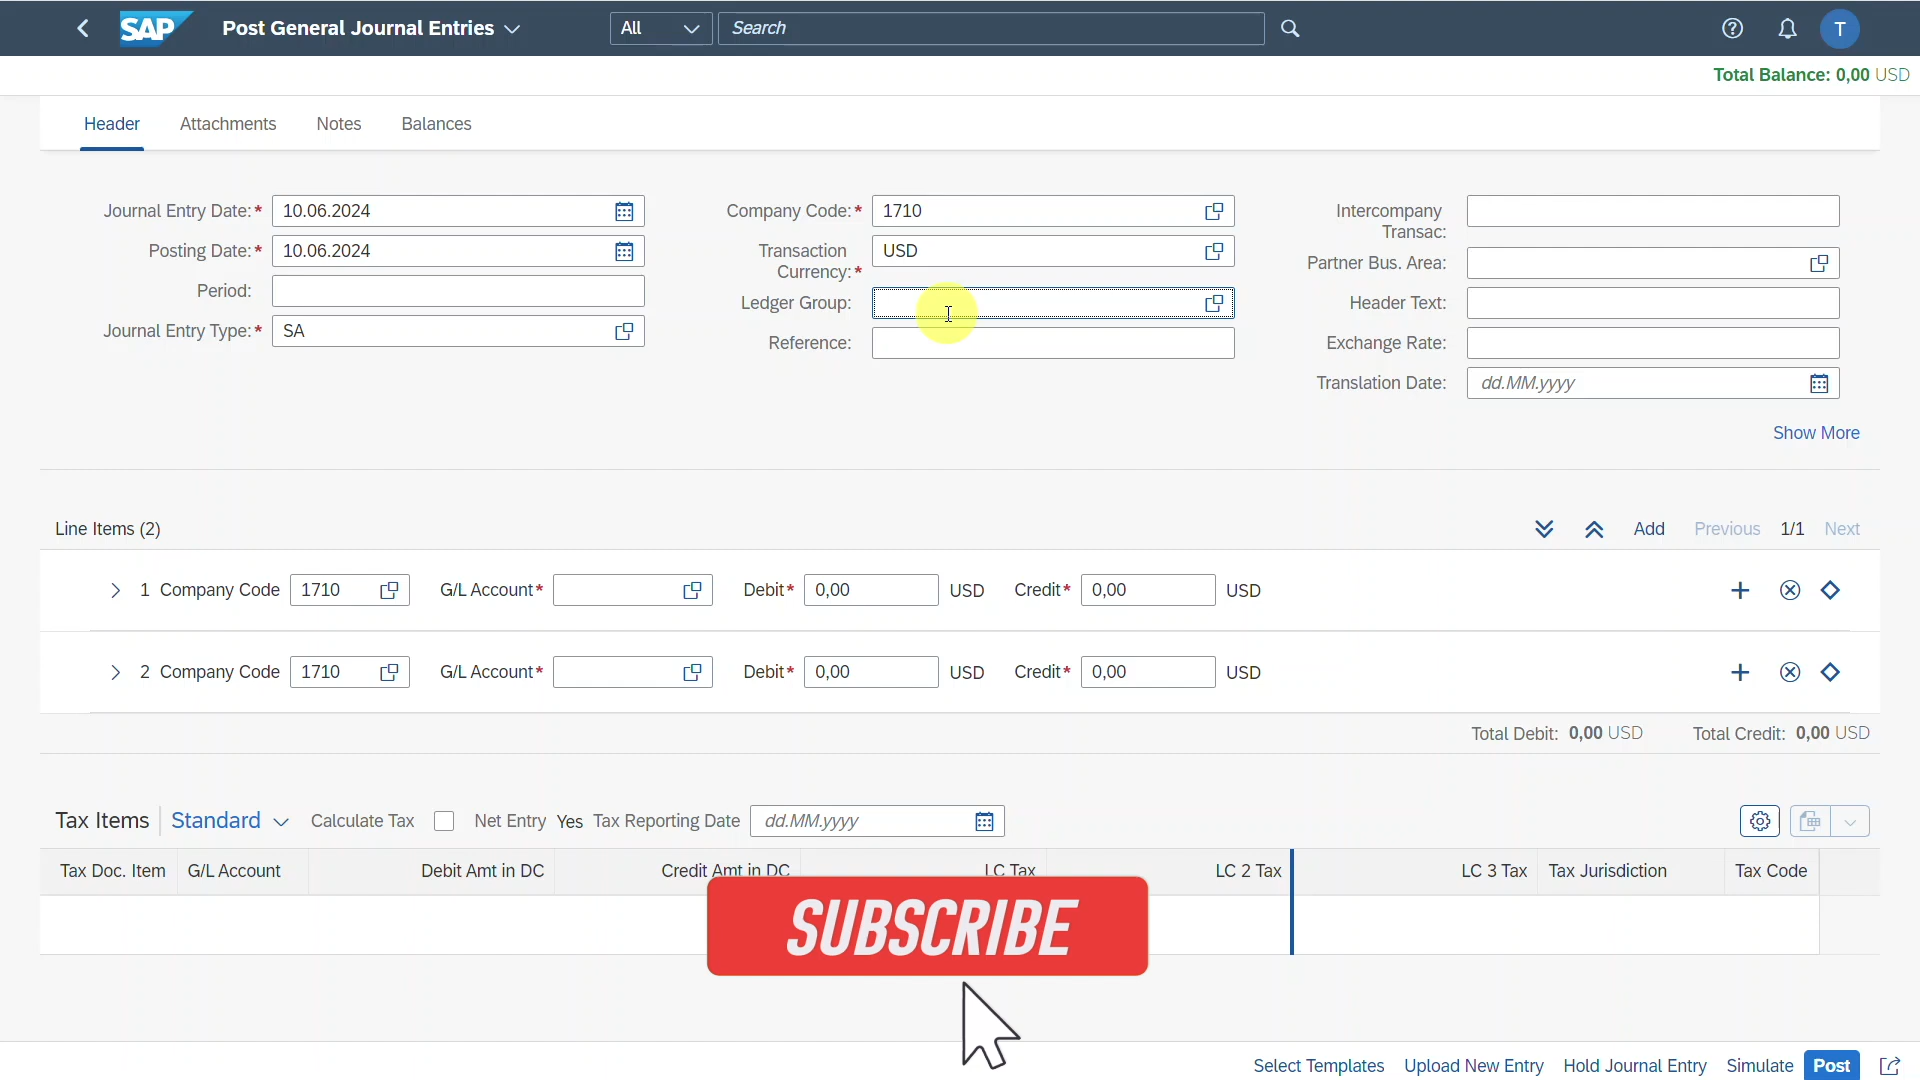 SAP Post General Journal Entries All Search T
Total Balance: 0,00 USD
Header Attachments Notes Balances
Journal Entry Date:* 10.06.2024 Company Code:* 1710 Intercompany Transac:
Posting Date:* 10.06.2024 Transaction Currency:* USD Partner Bus. Area:
Period: Ledger Group: Header Text:
Journal Entry Type:* SA Reference: Exchange Rate:
Translation Date: dd.MM.yyyy
Show More
Line Items (2) Add Previous 1/1 Next
1 Company Code 1710 G/L Account* Debit* 0,00 USD Credit* 0,00 USD
2 Company Code 1710 G/L Account* Debit* 0,00 USD Credit* 0,00 USD
Total Debit: 0,00 USD Total Credit: 0,00 USD
Tax Items Standard Calculate Tax Net Entry Yes Tax Reporting Date dd.MM.yyyy
Tax Doc. Item G/L Account Debit Amt in DC Credit Amt in DC LC Tax LC 2 Tax LC 3 Tax Tax Jurisdiction Tax Code
SUBSCRIBE
Select Templates Upload New Entry Hold Journal Entry Simulate Post